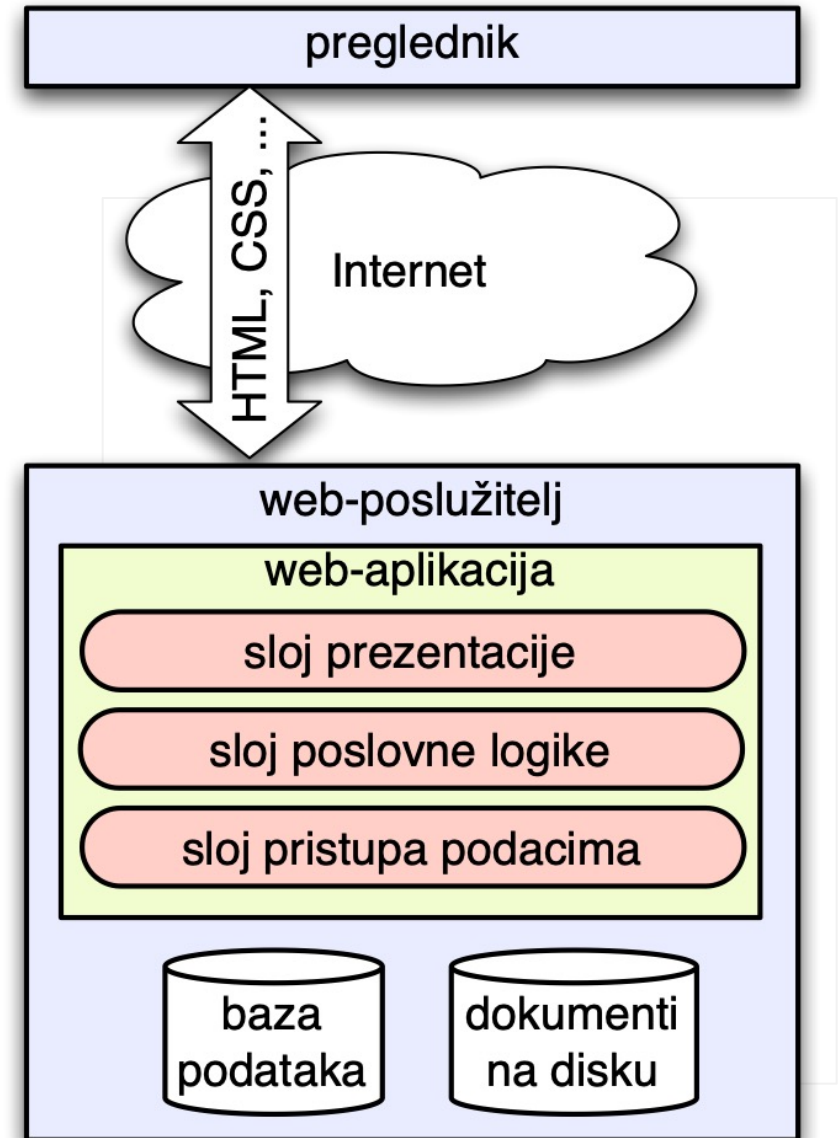 preglednik
HTML, CSS, ...
Internet
web-poslužitelj
web-aplikacija
sloj prezentacije
sloj poslovne logike
sloj pristupa podacima
baza
podataka
dokumenti
na disku